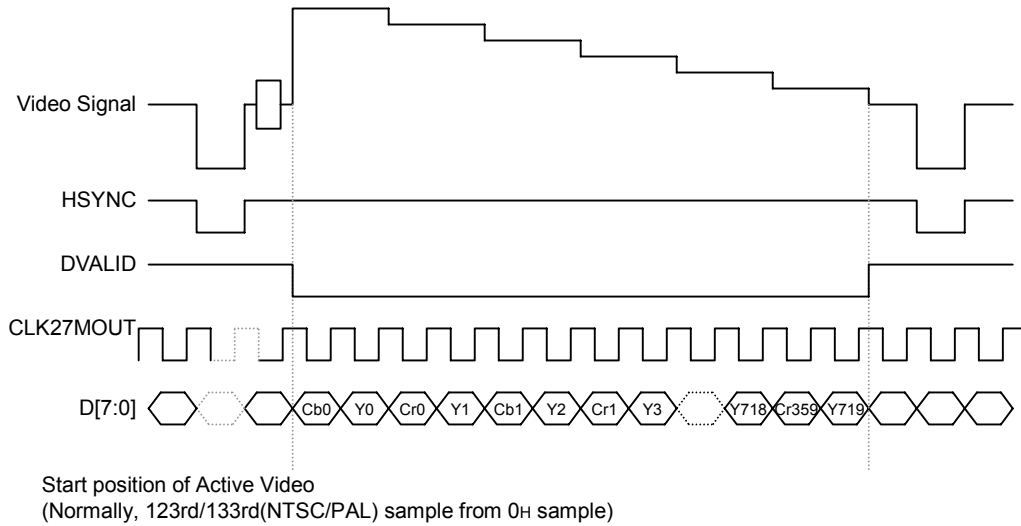 Video Signal
HSYNC
DVALID
CLK27MOUT
D[7:0] Cb0 Y0 Cr0 Y1 Cb1 Y2 Cr1 Y3 Y718 Cr359 Y719
Start position of Active Video
(Normally, 123rd/133rd(NTSC/PAL) sample from 0H sample)